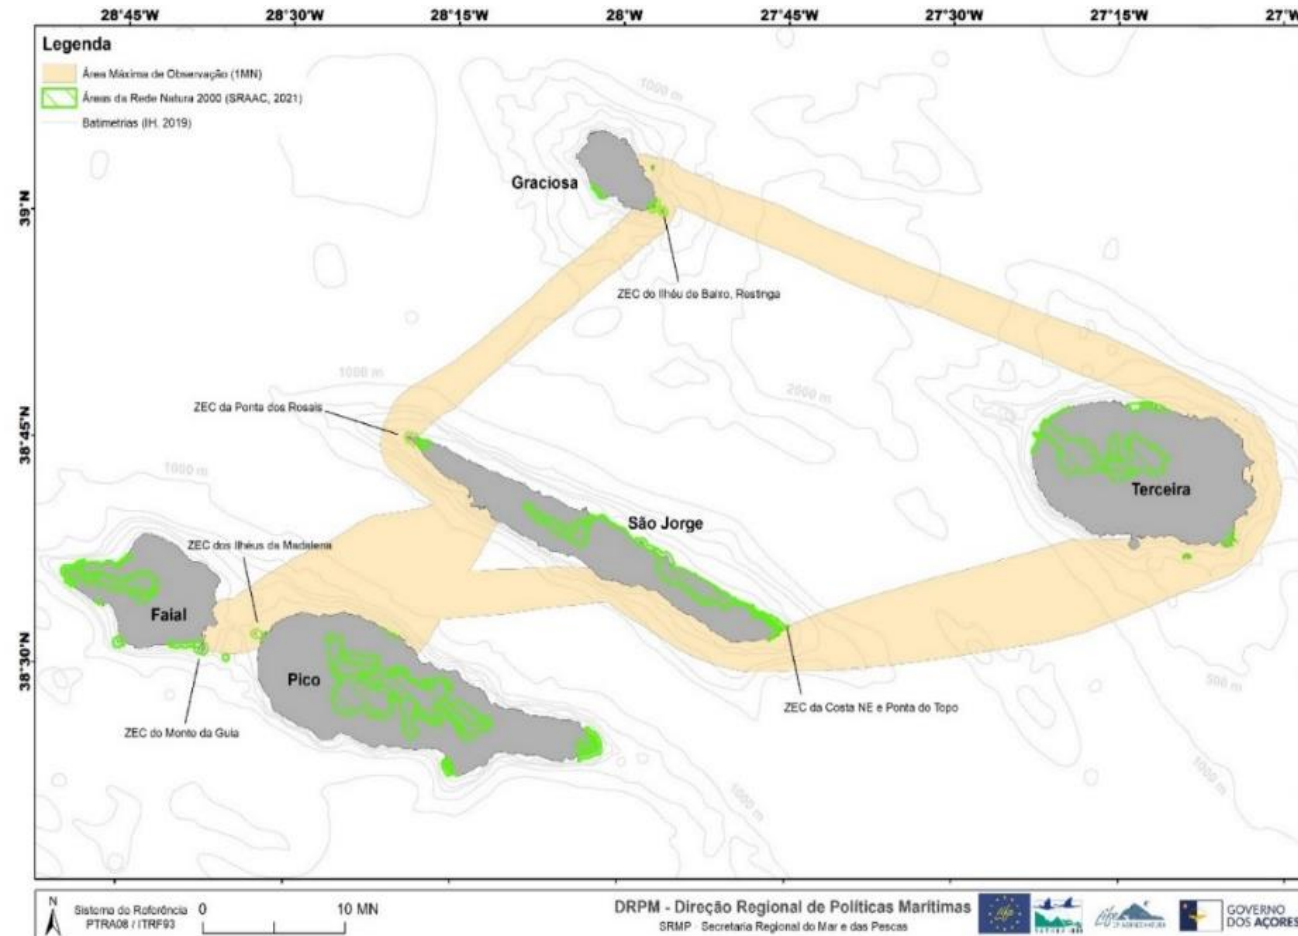 28°45'W 28°30'W 28°15'W 28°W 27°45'W 27°30'W 27°15'W 27°W
Legenda
Área Máxima de Observação (1MN)
Áreas da Rede Natura 2000 (SRAAC, 2021)
Batimetrias (IH, 2019)
1000 m
Graciosa
39°N
ZEC do Ilhéu de Baixo, Restinga
1000 m
2000 m
ZEC da Ponta dos Rosais
38°45'N
1000 m
Terceira
São Jorge
ZEC dos Ilhéus da Madalena
Faial
38°30'N
Pico
500 m
ZEC da Costa NE e Ponta do Topo
ZEC do Monte da Guia
1000 m
1000 m
N
Sistema de Referência
PTRA08 / ITRF93
0 10 MN
DRPM - Direção Regional de Políticas Marítimas
SRMP - Secretaria Regional do Mar e das Pescas
life
GOVERNO
DOS AÇORES